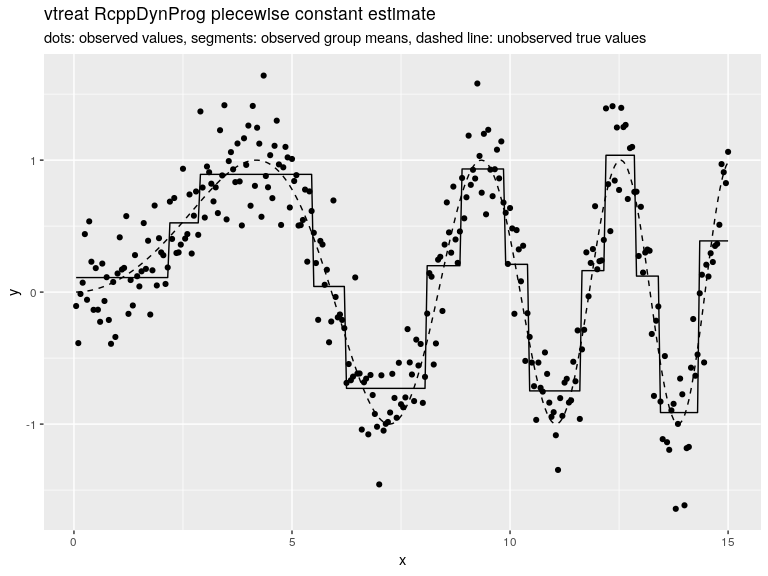 vtreat RcppDynProg piecewise constant estimate
dots: observed values, segments: observed group means, dashed line: unobserved true values
y
1
0
-1
0 5 10 15
x